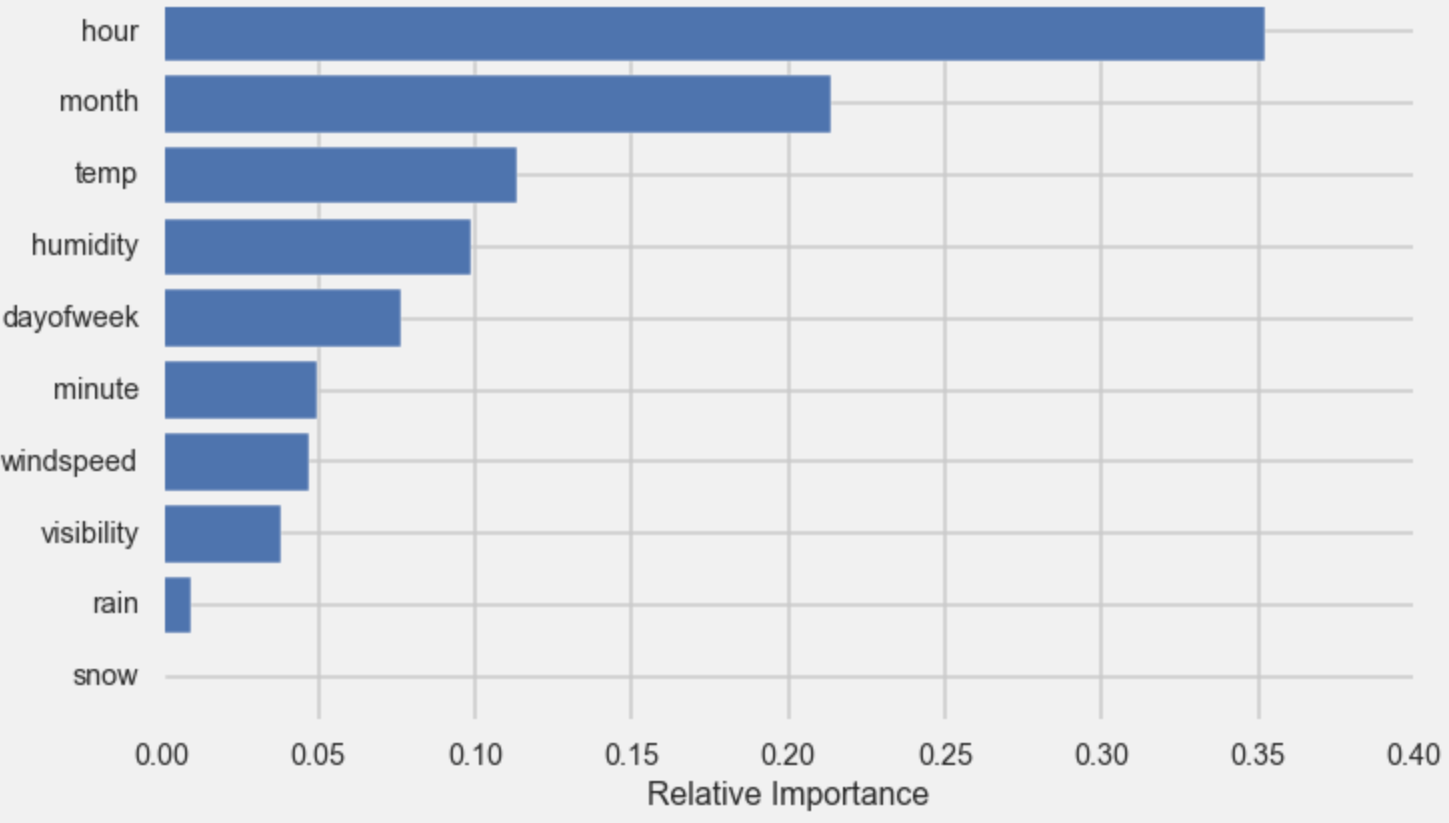 hour
month
temp
humidity
dayofweek
minute
windspeed
visibility
rain
snow
0.00 0.05 0.10 0.15 0.20 0.25 0.30 0.35 0.40
Relative Importance